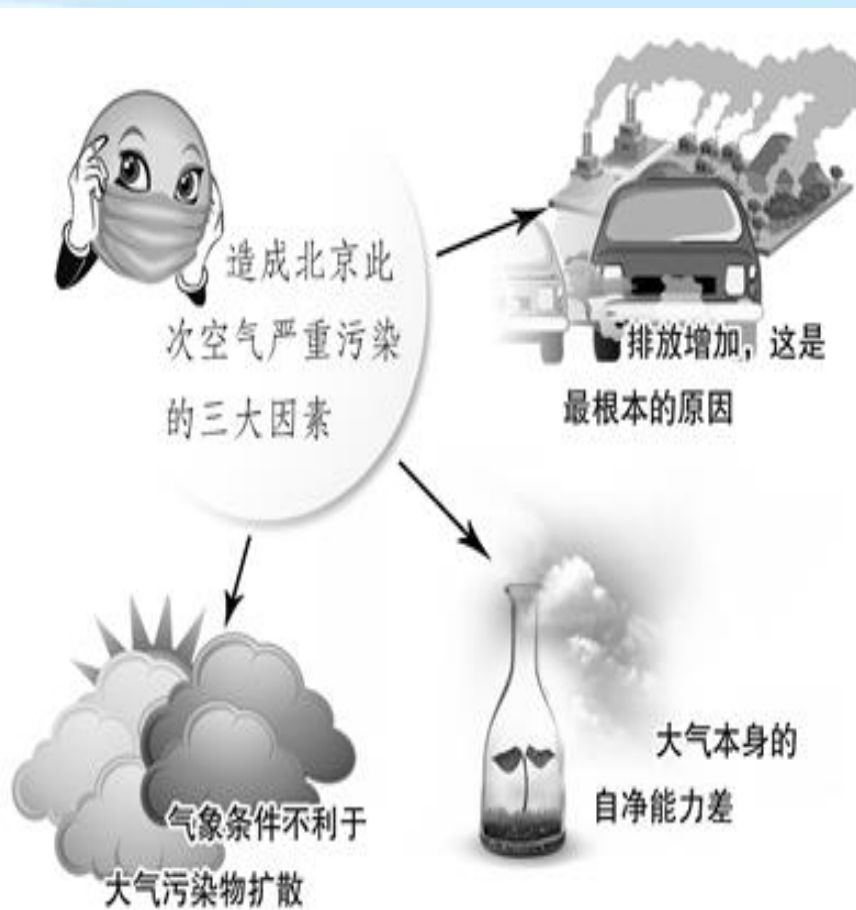 造成北京此
次空气严重污染
的三大因素
排放增加，这是
最根本的原因
大气本身的
自净能力差
气象条件不利于
大气污染物扩散